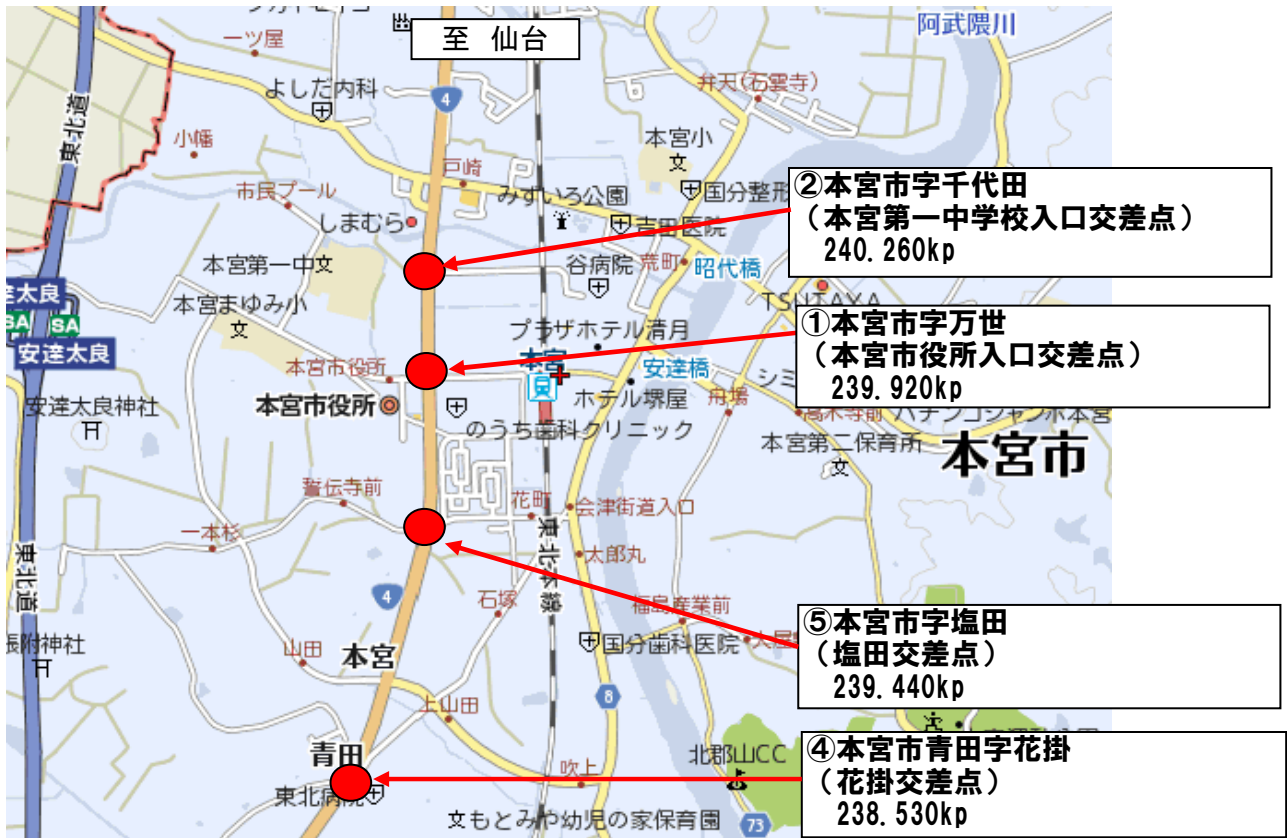 至 仙台
阿武隈川
一ツ屋
よしだ内科
4
弁天(石雲寺)
東北道
小幡
本宮小
戸崎
市民プール
みずいろ公園
国分整形
しまむら
吉田医院
②本宮市字千代田
（本宮第一中学校入口交差点）
240.260kp
本宮第一中
谷病院
荒町
昭代橋
本宮まゆみ小
TSUTAYA
SA
SA
安達太良
プラザホテル清月
①本宮市字万世
（本宮市役所入口交差点）
239.920kp
本宮市役所
本宮
安達橋
本宮市役所
ホテル堺屋
舟場
安達太良神社
のうち歯科クリニック
本宮第二保育所
本宮市
誓伝寺前
花町
会津街道入口
一本杉
東北本線
太郎丸
東北道
4
石塚
福島産業前
国分歯科医院
⑤本宮市字塩田
（塩田交差点）
239.440kp
山田
本宮
8
上山田
青田
北郡山CC
④本宮市青田字花掛
（花掛交差点）
238.530kp
吹上
東北病院
もとみや幼児の家保育園
73